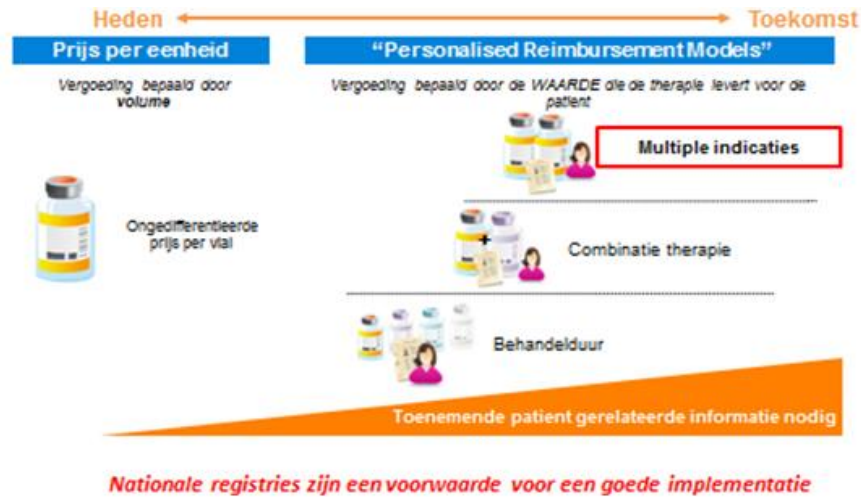 Heden
Toekomst
Prijs per eenheid
“Personalised Reimbursement Models”
Vergoeding bepaald door
volume
Vergoeding bepaald door de WAARDE die de therapie levert voor de
patient
Multiple indicaties
Ongedifferentieerde
prijs per vial
+
Combinatie therapie
Behandelduur
Toenemende patient gerelateerde informatie nodig
Nationale registries zijn een voorwaarde voor een goede implementatie